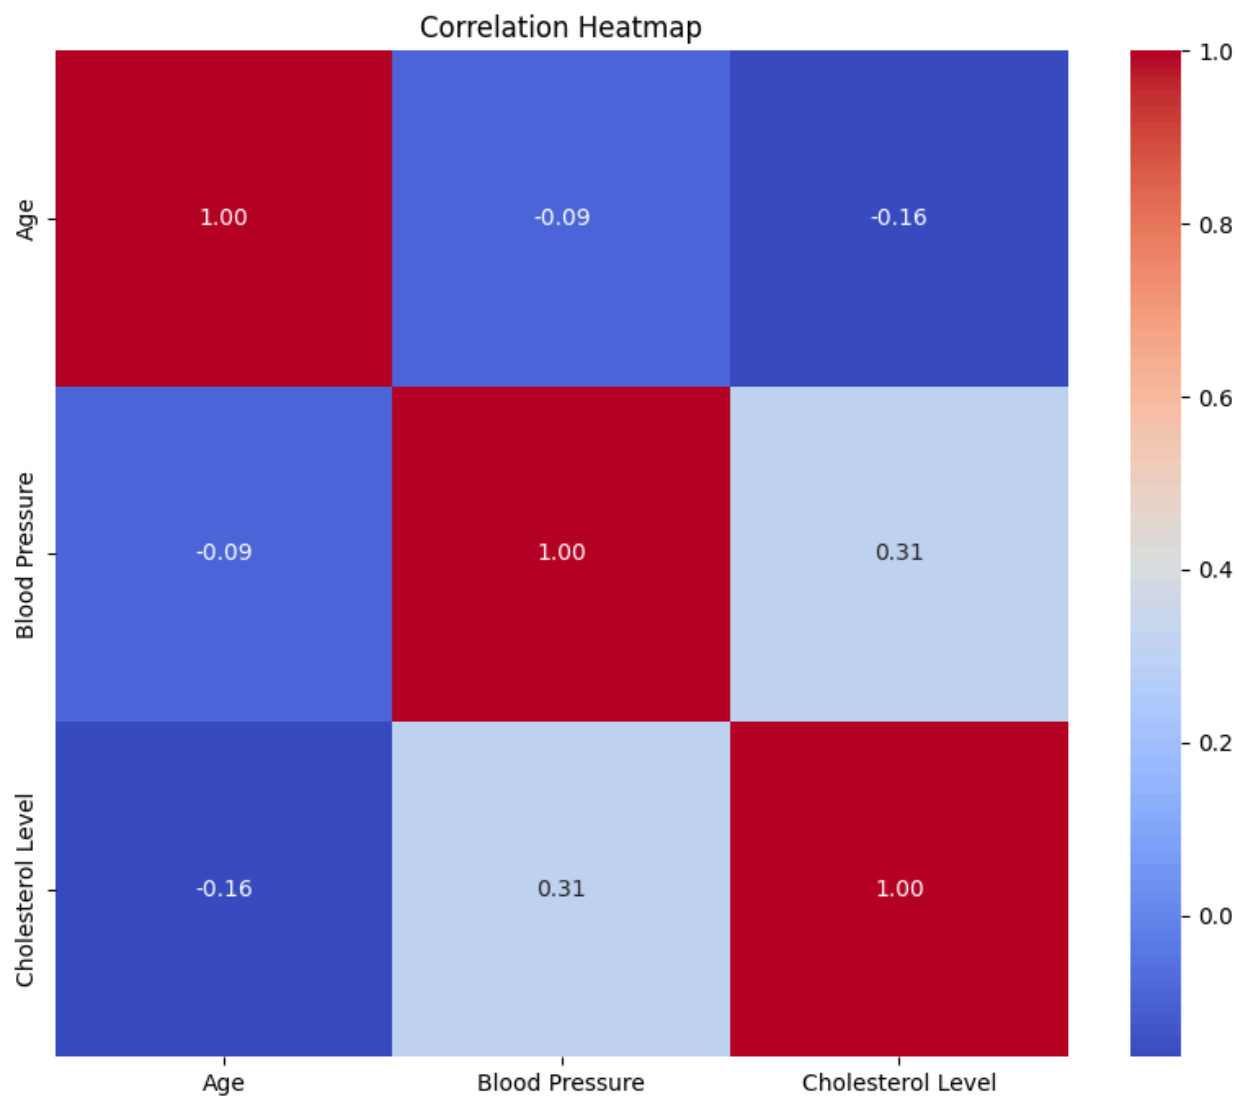 Correlation Heatmap
Age
1.00
-0.09
-0.16
Blood Pressure
-0.09
1.00
0.31
Cholesterol Level
-0.16
0.31
1.00
Age
Blood Pressure
Cholesterol Level
1.0
0.8
0.6
0.4
0.2
0.0